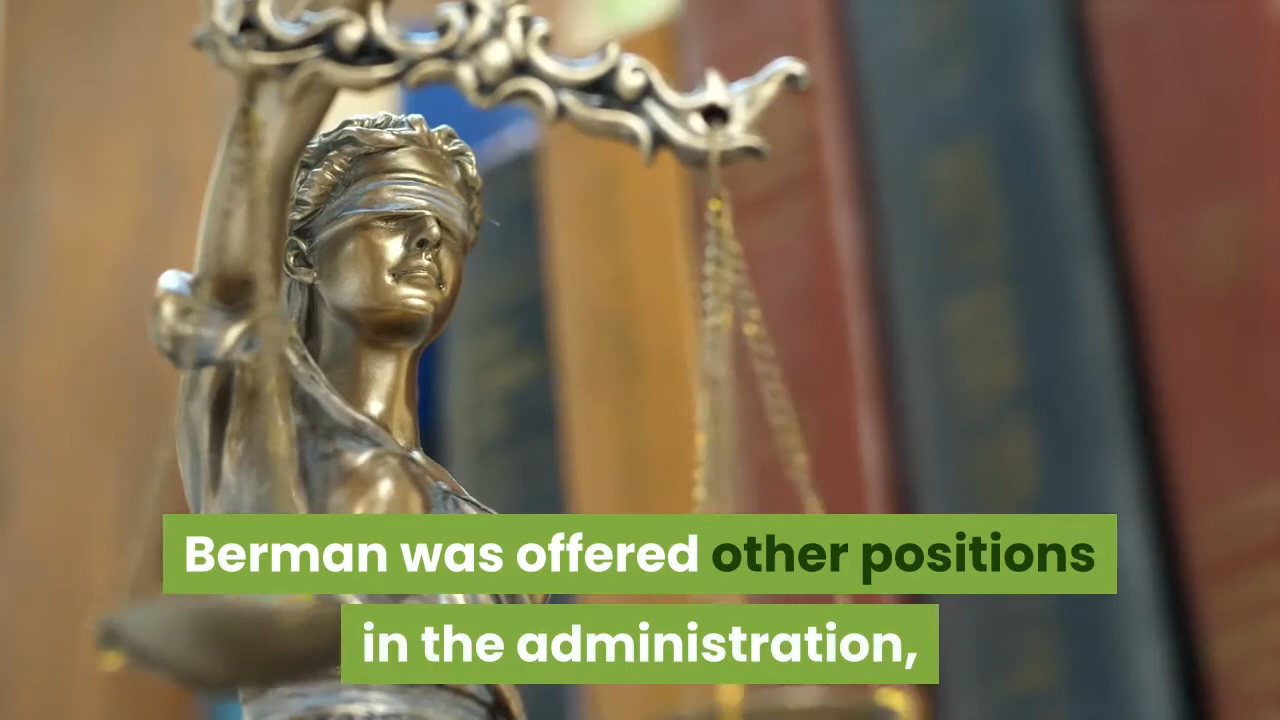 Berman was offered other positions
in the administration,